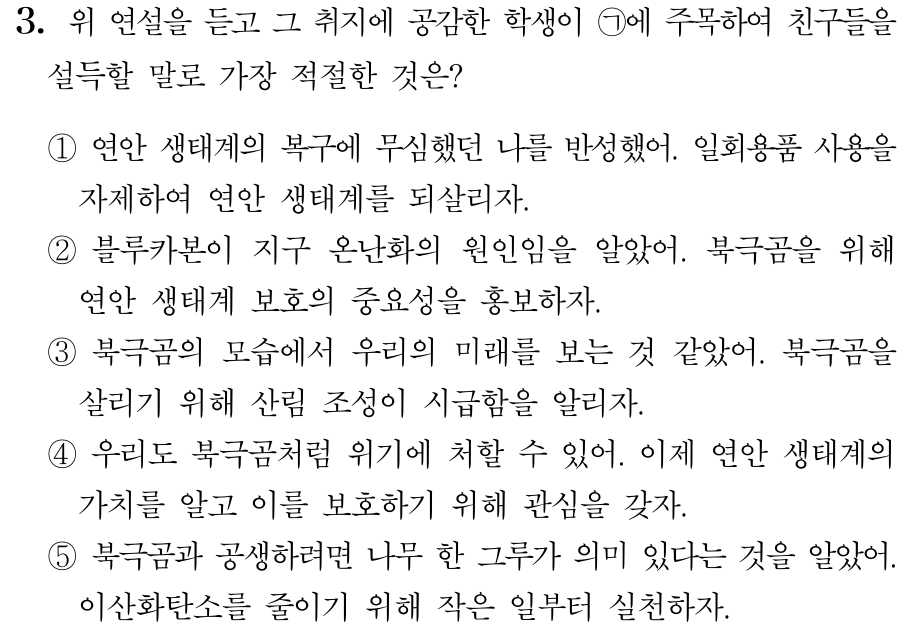 3. 위 연설을 듣고 그 취지에 공감한 학생이 ㉠에 주목하여 친구들을
설득할 말로 가장 적절한 것은?
① 연안 생태계의 복구에 무심했던 나를 반성했어. 일회용품 사용을
자제하여 연안 생태계를 되살리자.
② 블루카본이 지구 온난화의 원인임을 알았어. 북극곰을 위해
연안 생태계 보호의 중요성을 홍보하자.
③ 북극곰의 모습에서 우리의 미래를 보는 것 같았어. 북극곰을
살리기 위해 산림 조성이 시급함을 알리자.
④ 우리도 북극곰처럼 위기에 처할 수 있어. 이제 연안 생태계의
가치를 알고 이를 보호하기 위해 관심을 갖자.
⑤ 북극곰과 공생하려면 나무 한 그루가 의미 있다는 것을 알았어.
이산화탄소를 줄이기 위해 작은 일부터 실천하자.